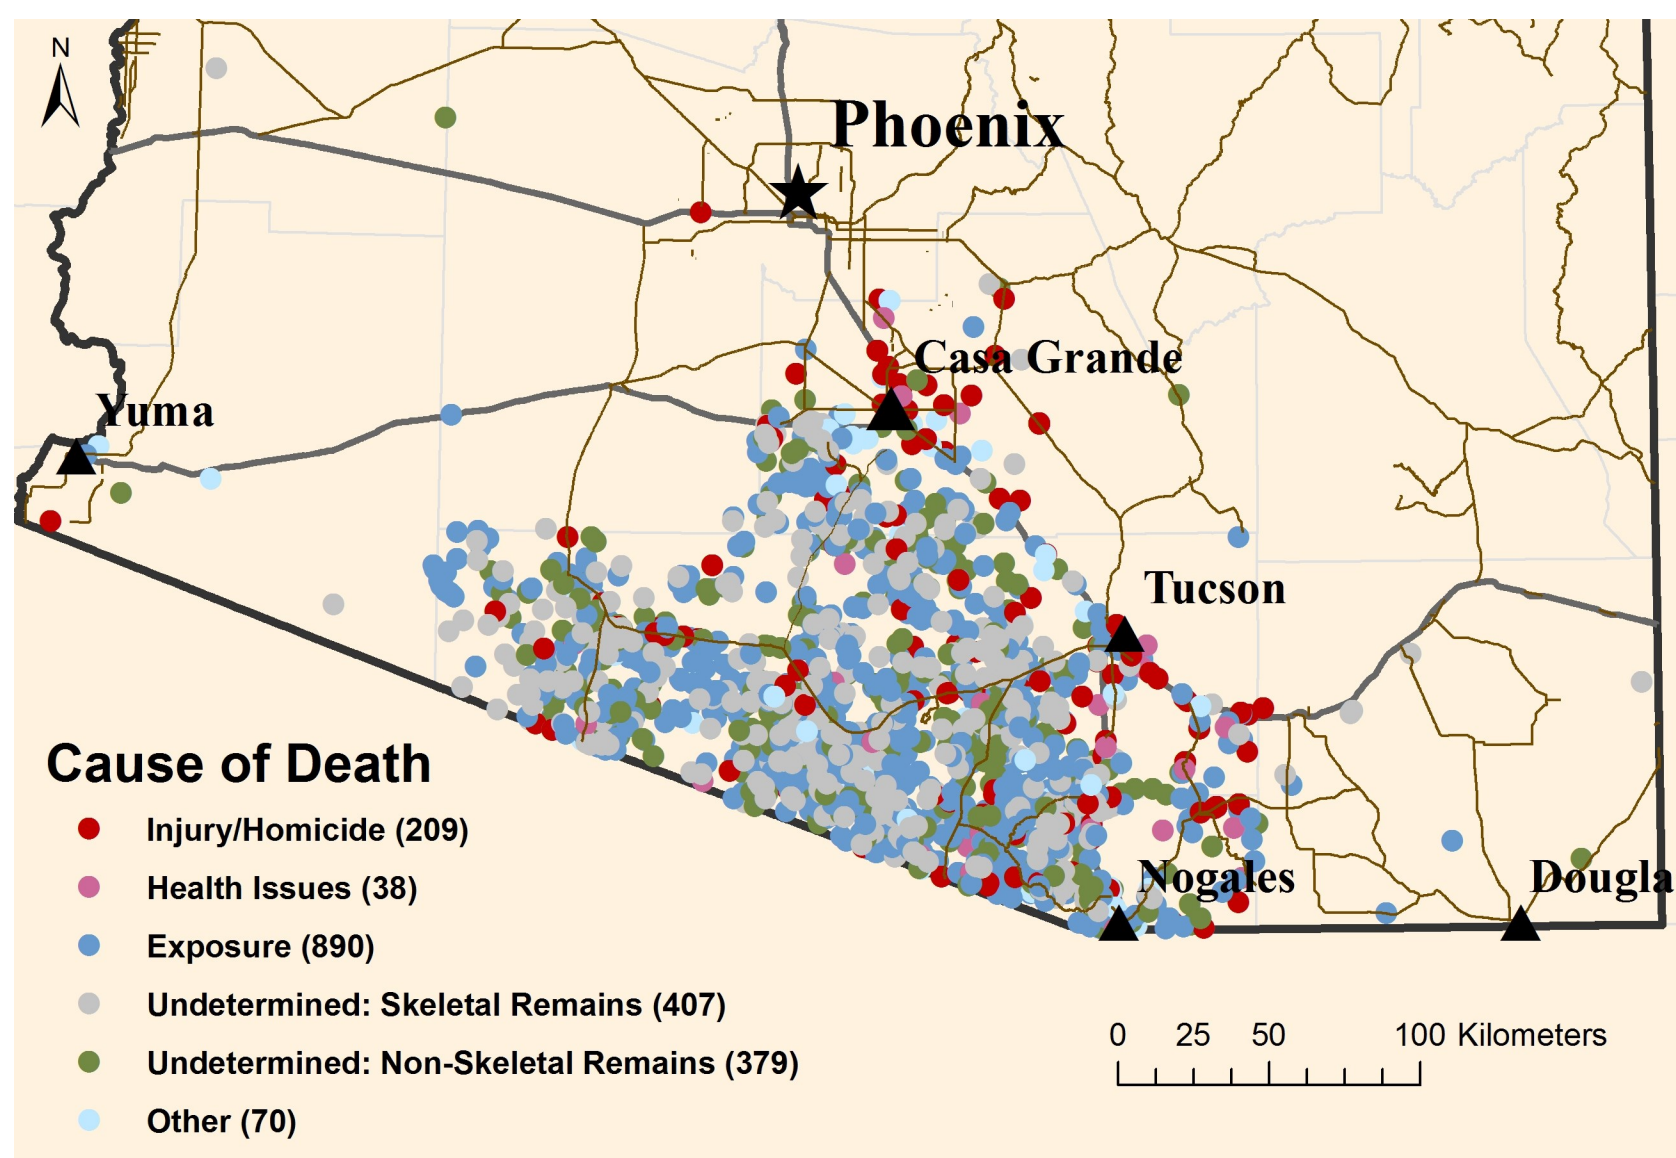 N
Phoenix
Casa Grande
Yuma
Tucson
Cause of Death
Injury/Homicide (209)
Health Issues (38)
Nogales
Dougla
Exposure (890)
Undetermined: Skeletal Remains (407)
0 25 50 100 Kilometers
Undetermined: Non-Skeletal Remains (379)
Other (70)